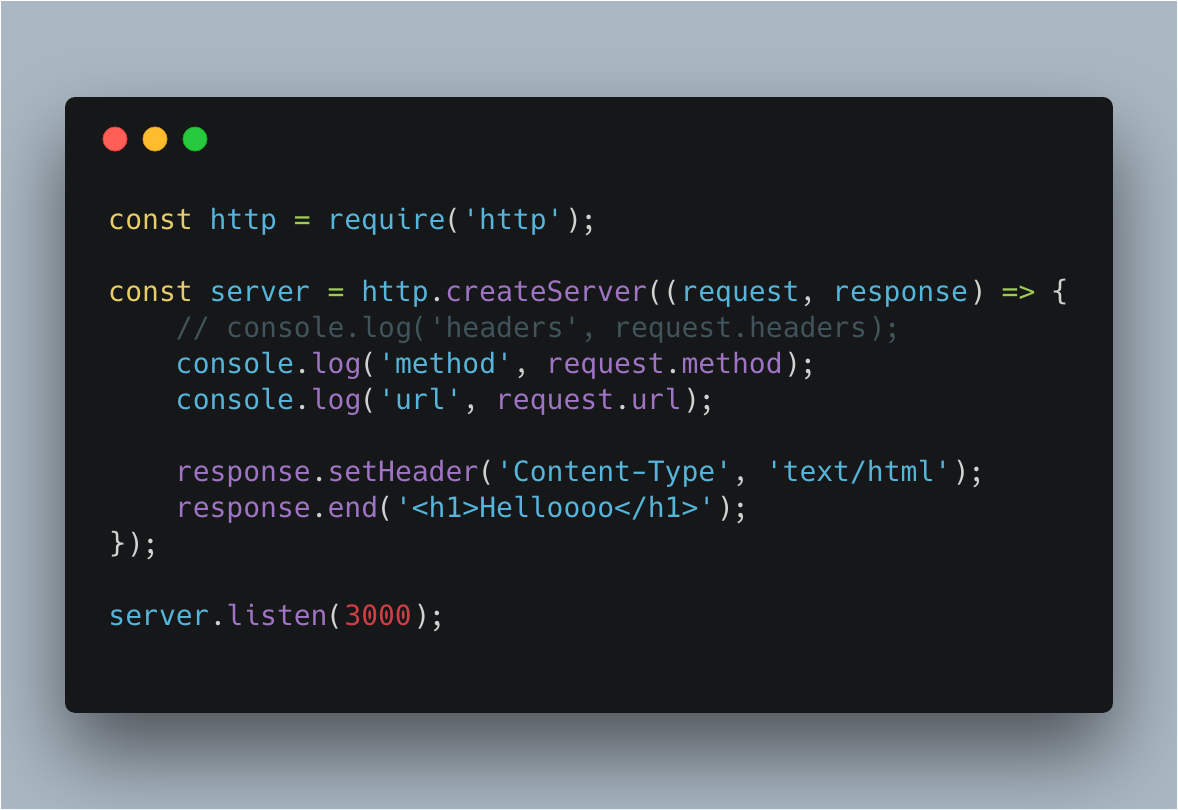 const http = require('http');

const server = http.createServer((request, response) => {
    // console.log('headers', request.headers);
    console.log('method', request.method);
    console.log('url', request.url);

    response.setHeader('Content-Type', 'text/html');
    response.end('<h1>Helloooo</h1>');
});

server.listen(3000);